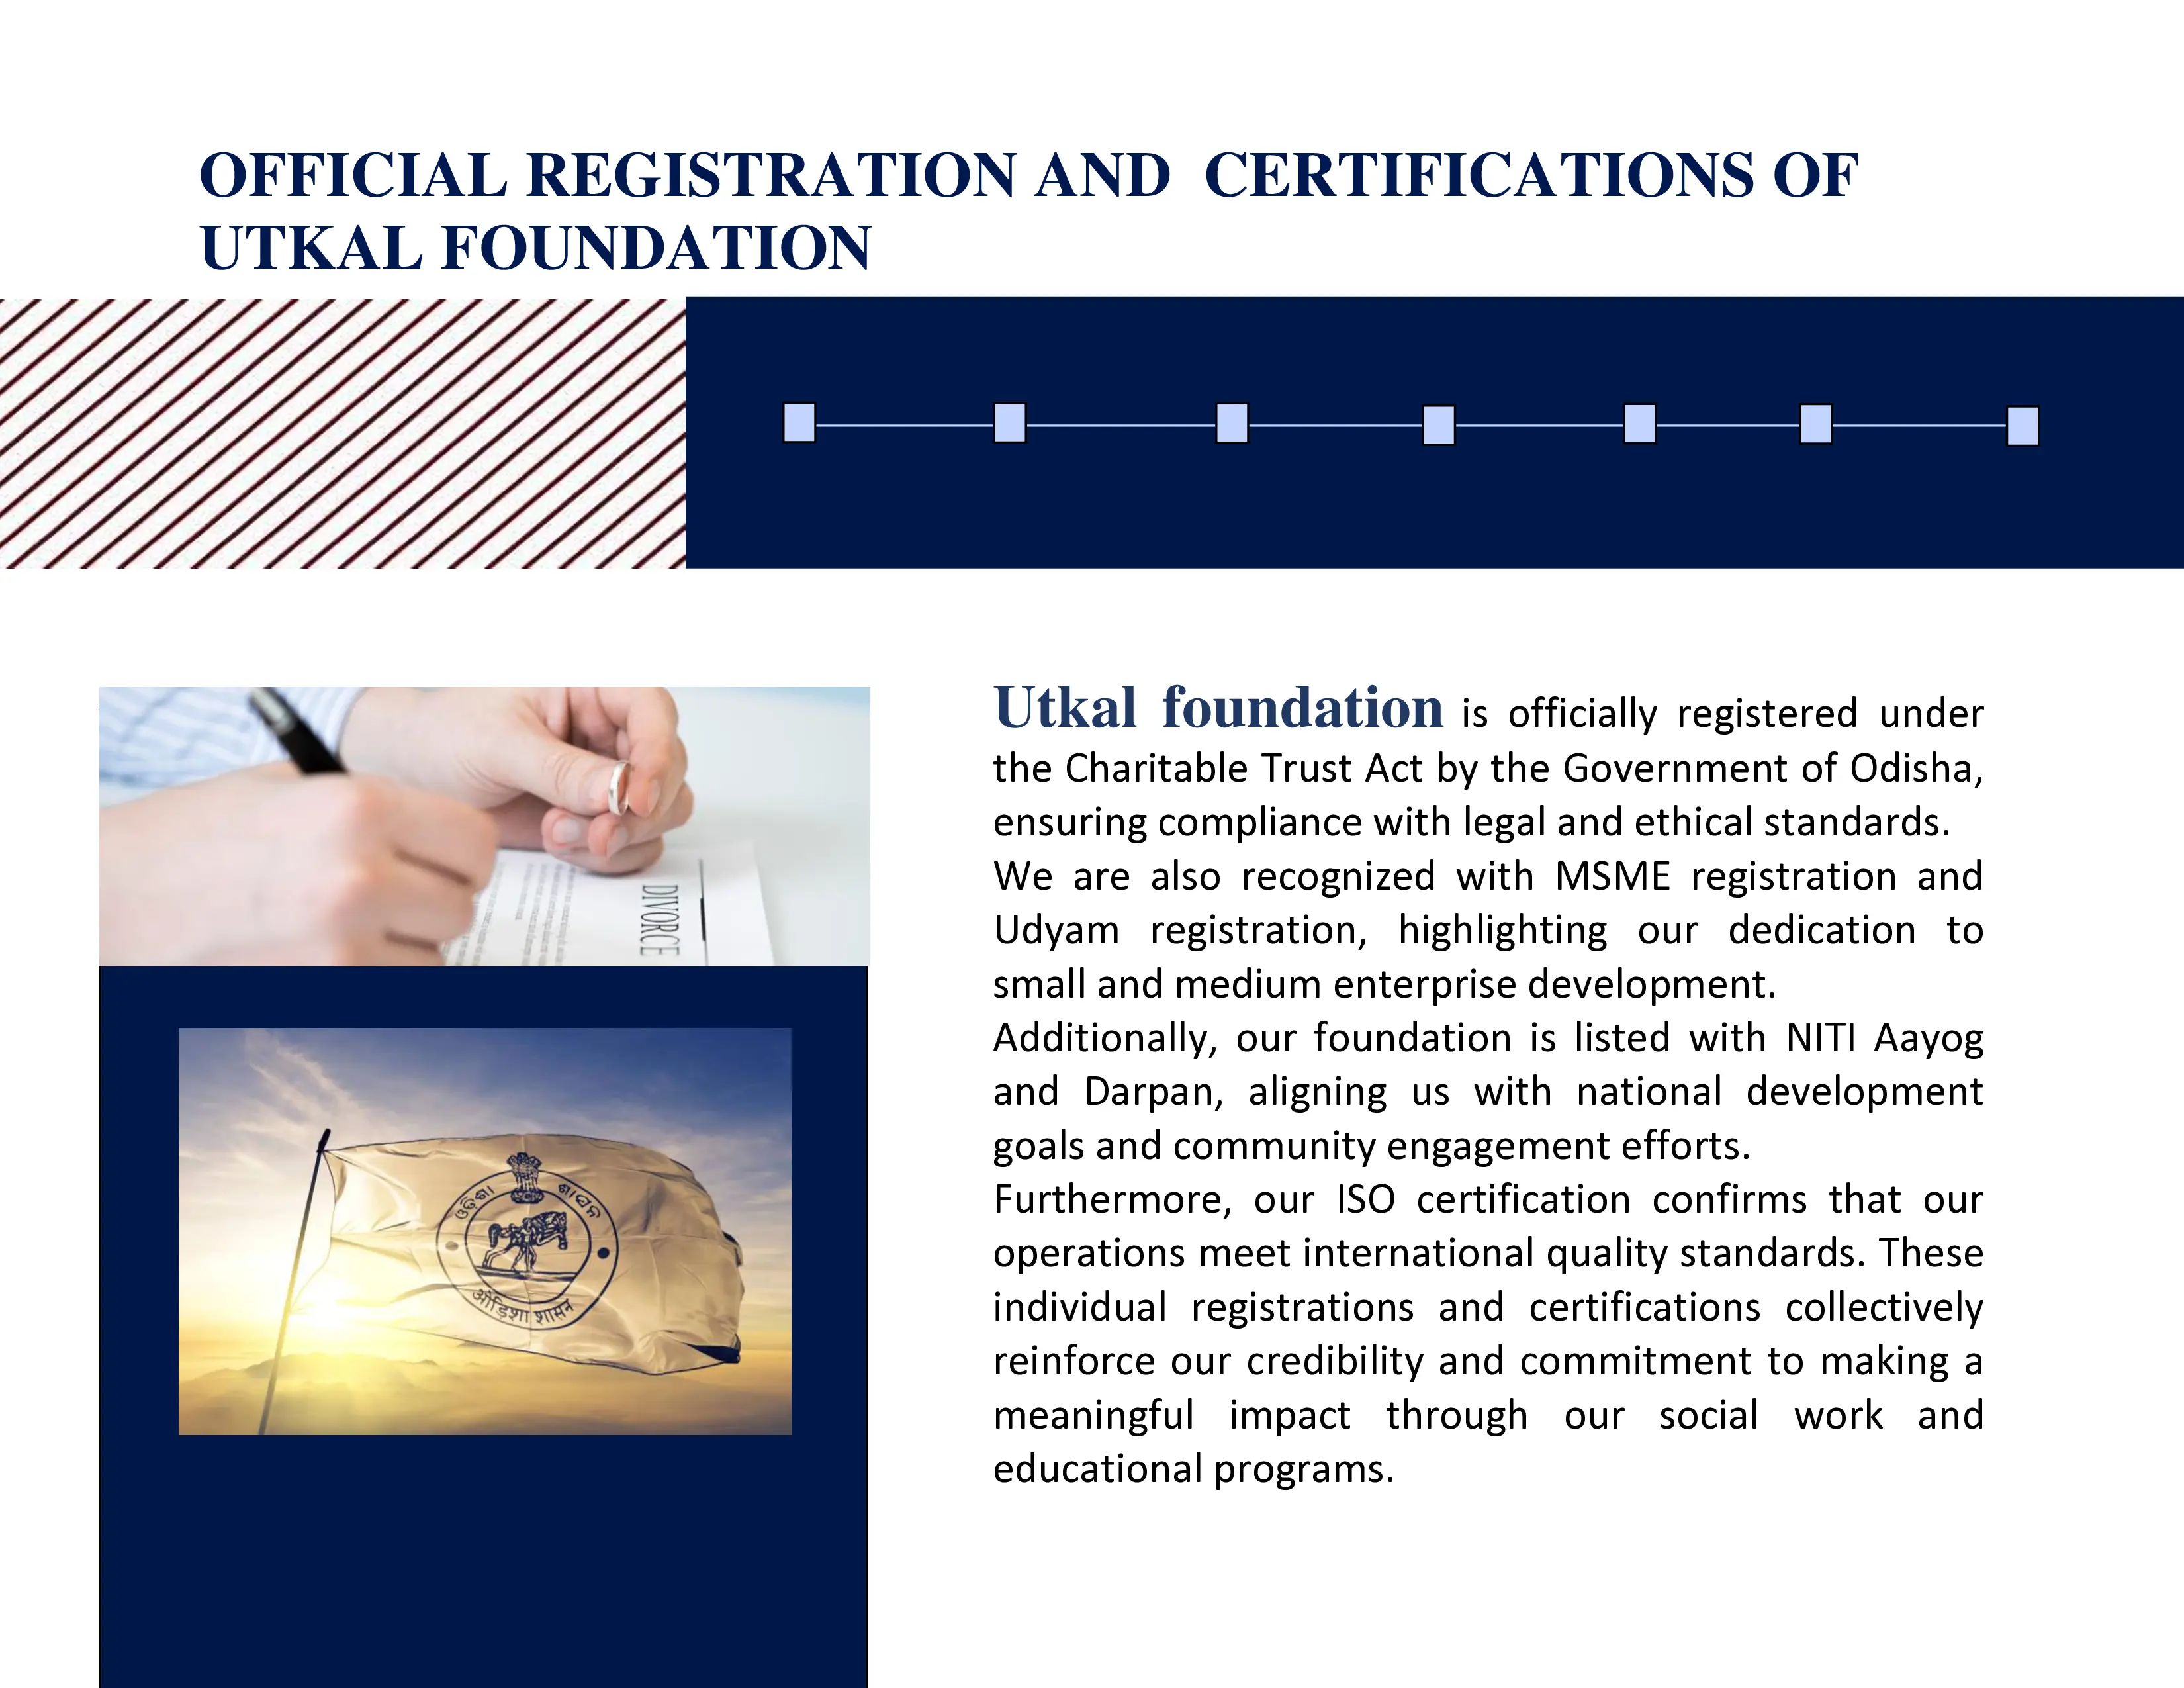 OFFICIAL REGISTRATION AND CERTIFICATIONS OF
UTKAL FOUNDATION
DIVORCE
ଓଡ଼ିଶା ଶାସନ
ओड़िशा शासन
Utkal foundation is officially registered under
the Charitable Trust Act by the Government of Odisha,
ensuring compliance with legal and ethical standards.
We are also recognized with MSME registration and
Udyam registration, highlighting our dedication to
small and medium enterprise development.
Additionally, our foundation is listed with NITI Aayog
and Darpan, aligning us with national development
goals and community engagement efforts.
Furthermore, our ISO certification confirms that our
operations meet international quality standards. These
individual registrations and certifications collectively
reinforce our credibility and commitment to making a
meaningful impact through our social work and
educational programs.